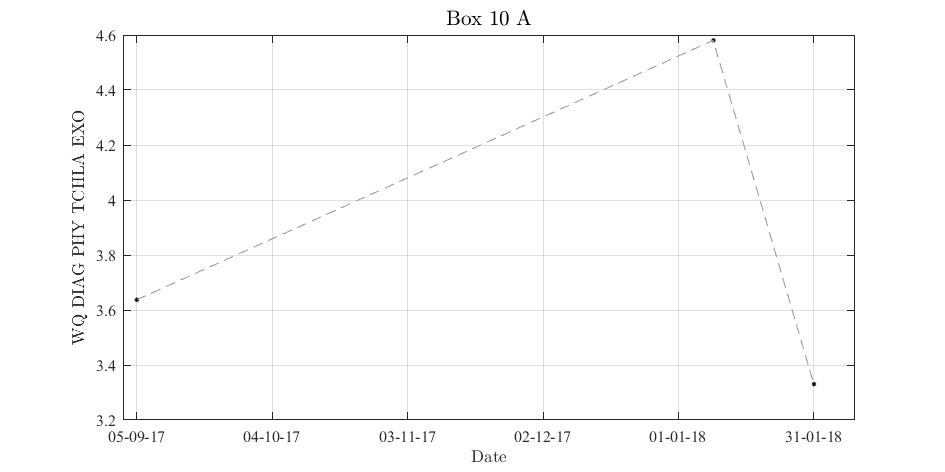 Box 10 A
4.6
4.4
4.2
4
3.8
3.6
3.4
3.2
WQ DIAG PHY TCHLA EXO
05-09-17 04-10-17 03-11-17 02-12-17 01-01-18 31-01-18
Date